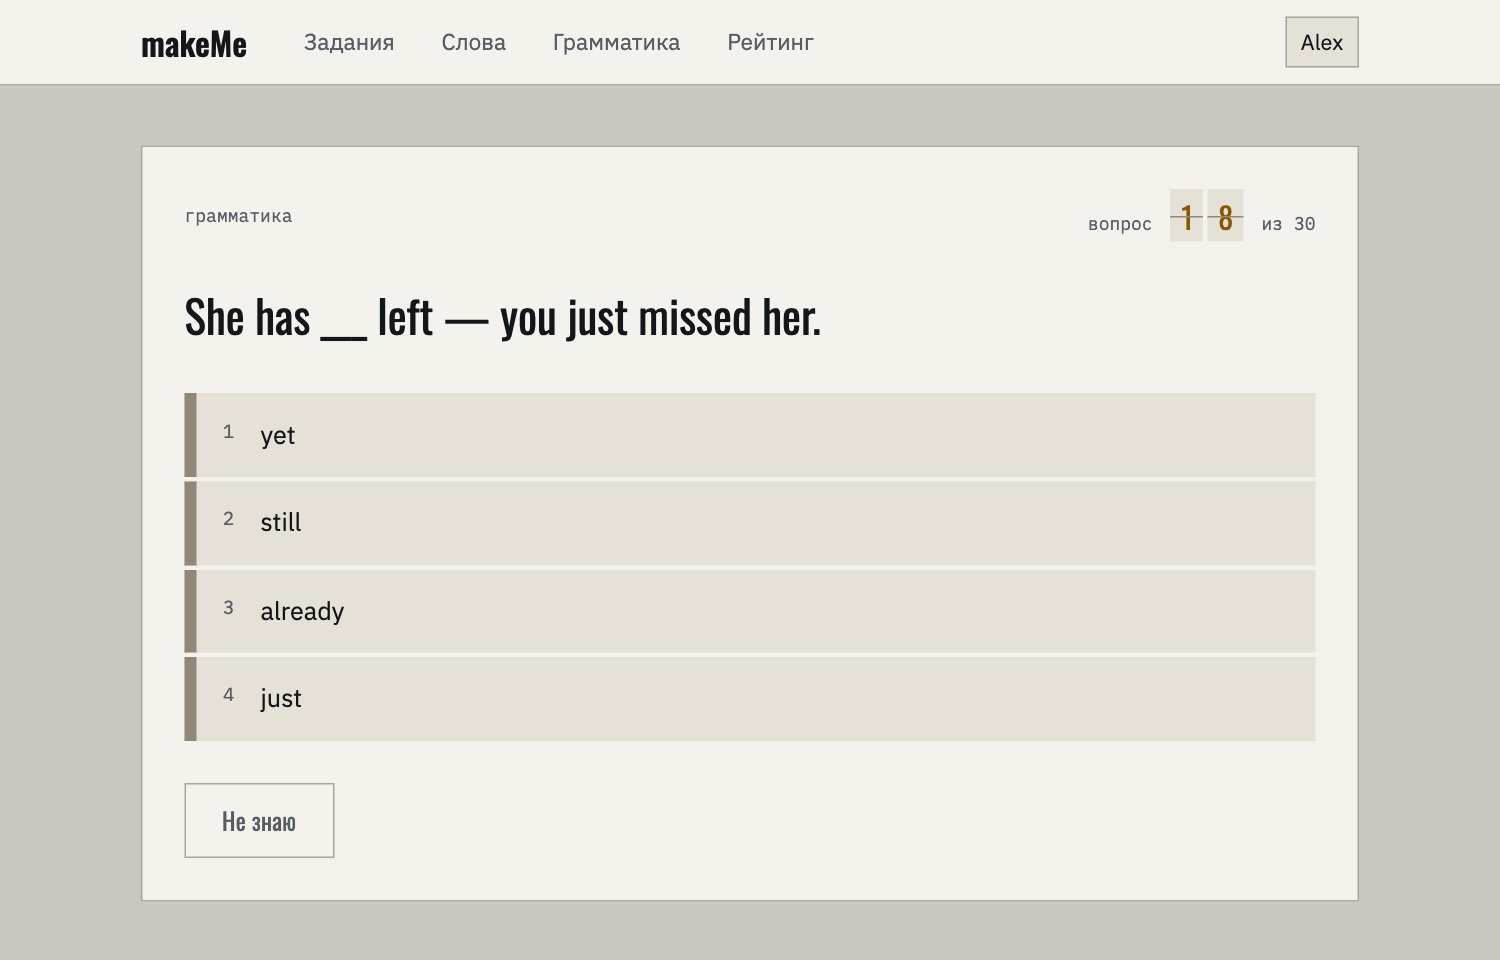 makeMe Задания Слова Грамматика Рейтинг Alex
грамматика вопрос 18 из 30
She has __ left — you just missed her.
1 yet
2 still
3 already
4 just
Не знаю